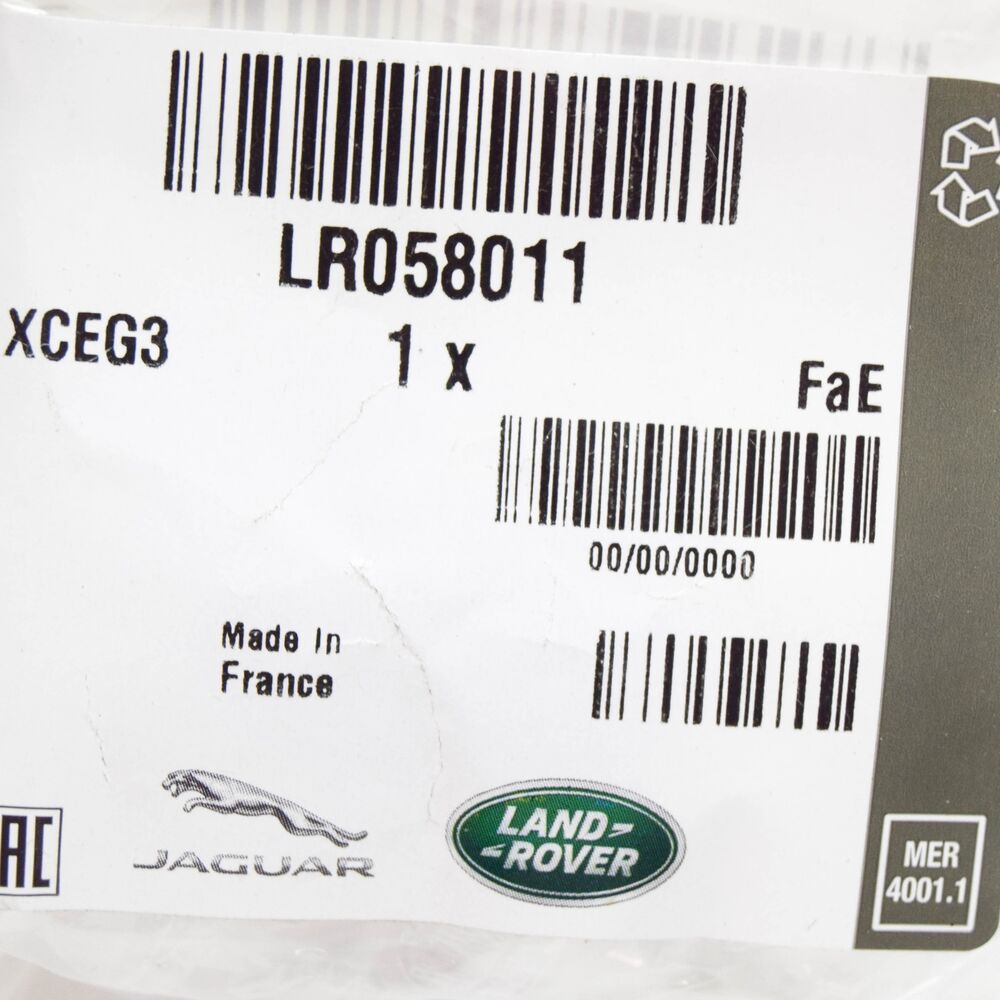 LR058011
XCEG3
1 x
FaE
00/00/0000
Made In
France
JAGUAR
LAND
ROVER
MER
4001.1